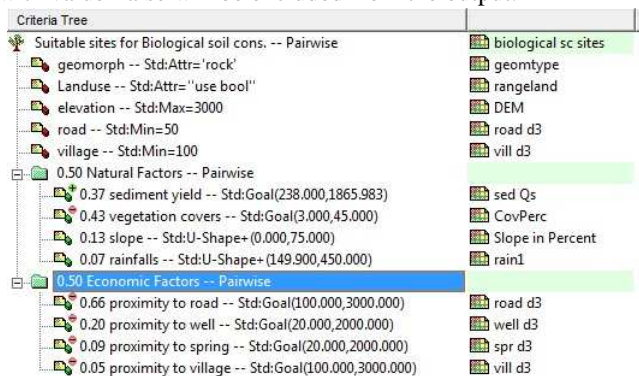 Criteria Tree
Suitable sites for Biological soil cons. -- Pairwise biological sc sites
geomorph -- Std:Attr='rock' geomtype
Landuse -- Std:Attr="use bool" rangeland
elevation -- Std:Max=3000 DEM
road -- Std:Min=50 road d3
village -- Std:Min=100 vill d3
0.50 Natural Factors -- Pairwise
0.37 sediment yield -- Std:Goal(238.000,1865.983) sed Qs
0.43 vegetation covers -- Std:Goal(3.000,45.000) CovPerc
0.13 slope -- Std:U-Shape+(0.000,75.000) Slope in Percent
0.07 rainfalls -- Std:U-Shape+(149.900,450.000) rain1
0.50 Economic Factors -- Pairwise
0.66 proximity to road -- Std:Goal(100.000,3000.000) road d3
0.20 proximity to well -- Std:Goal(20.000,2000.000) well d3
0.09 proximity to spring -- Std:Goal(20.000,2000.000) spr d3
0.05 proximity to village -- Std:Goal(100.000,3000.000) vill d3